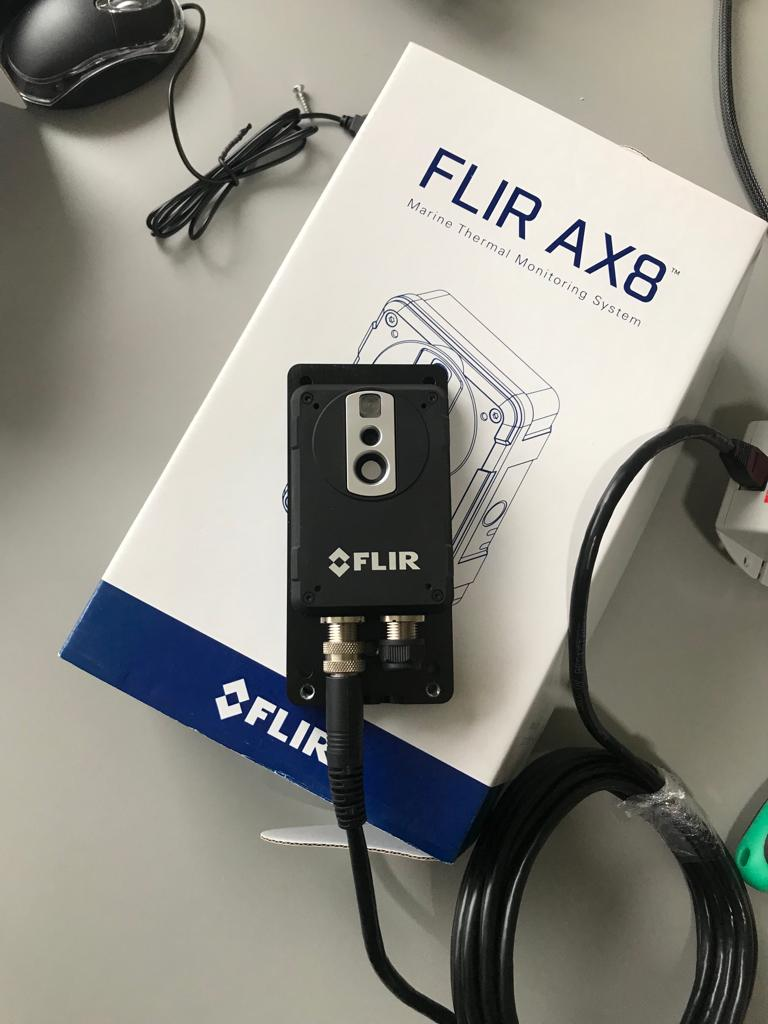 FLIR AX8™
Marine Thermal Monitoring System
FLIR
FLIR